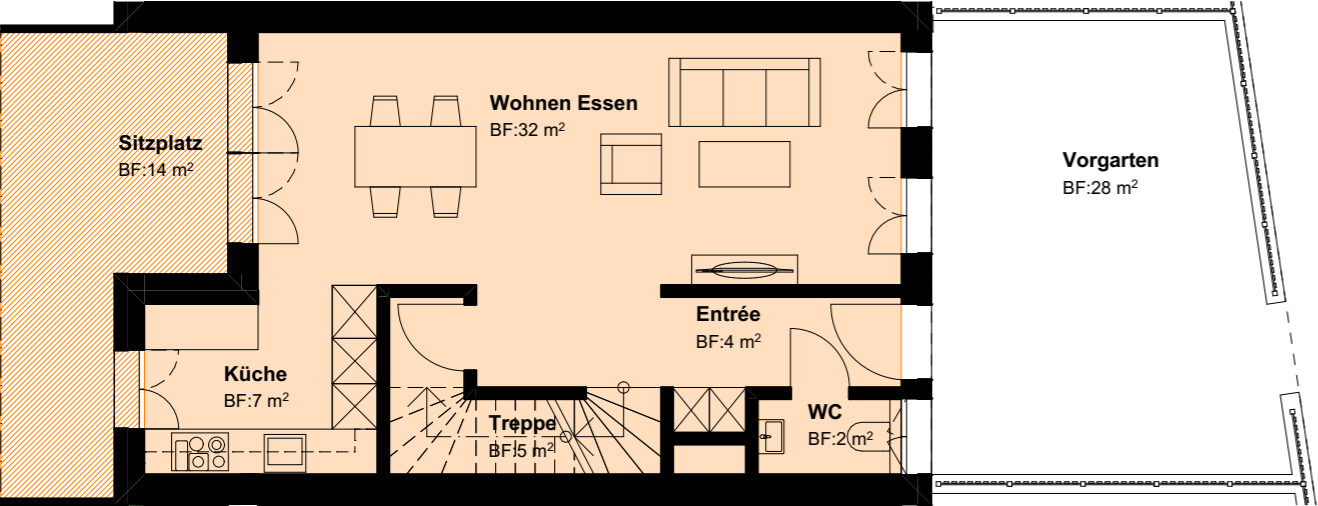 Wohnen Essen
BF:32 m²
Sitzplatz
BF:14 m²
Vorgarten
BF:28 m²
Entrée
BF:4 m²
Küche
BF:7 m²
Treppe
BF:5 m²
WC
BF:2 m²